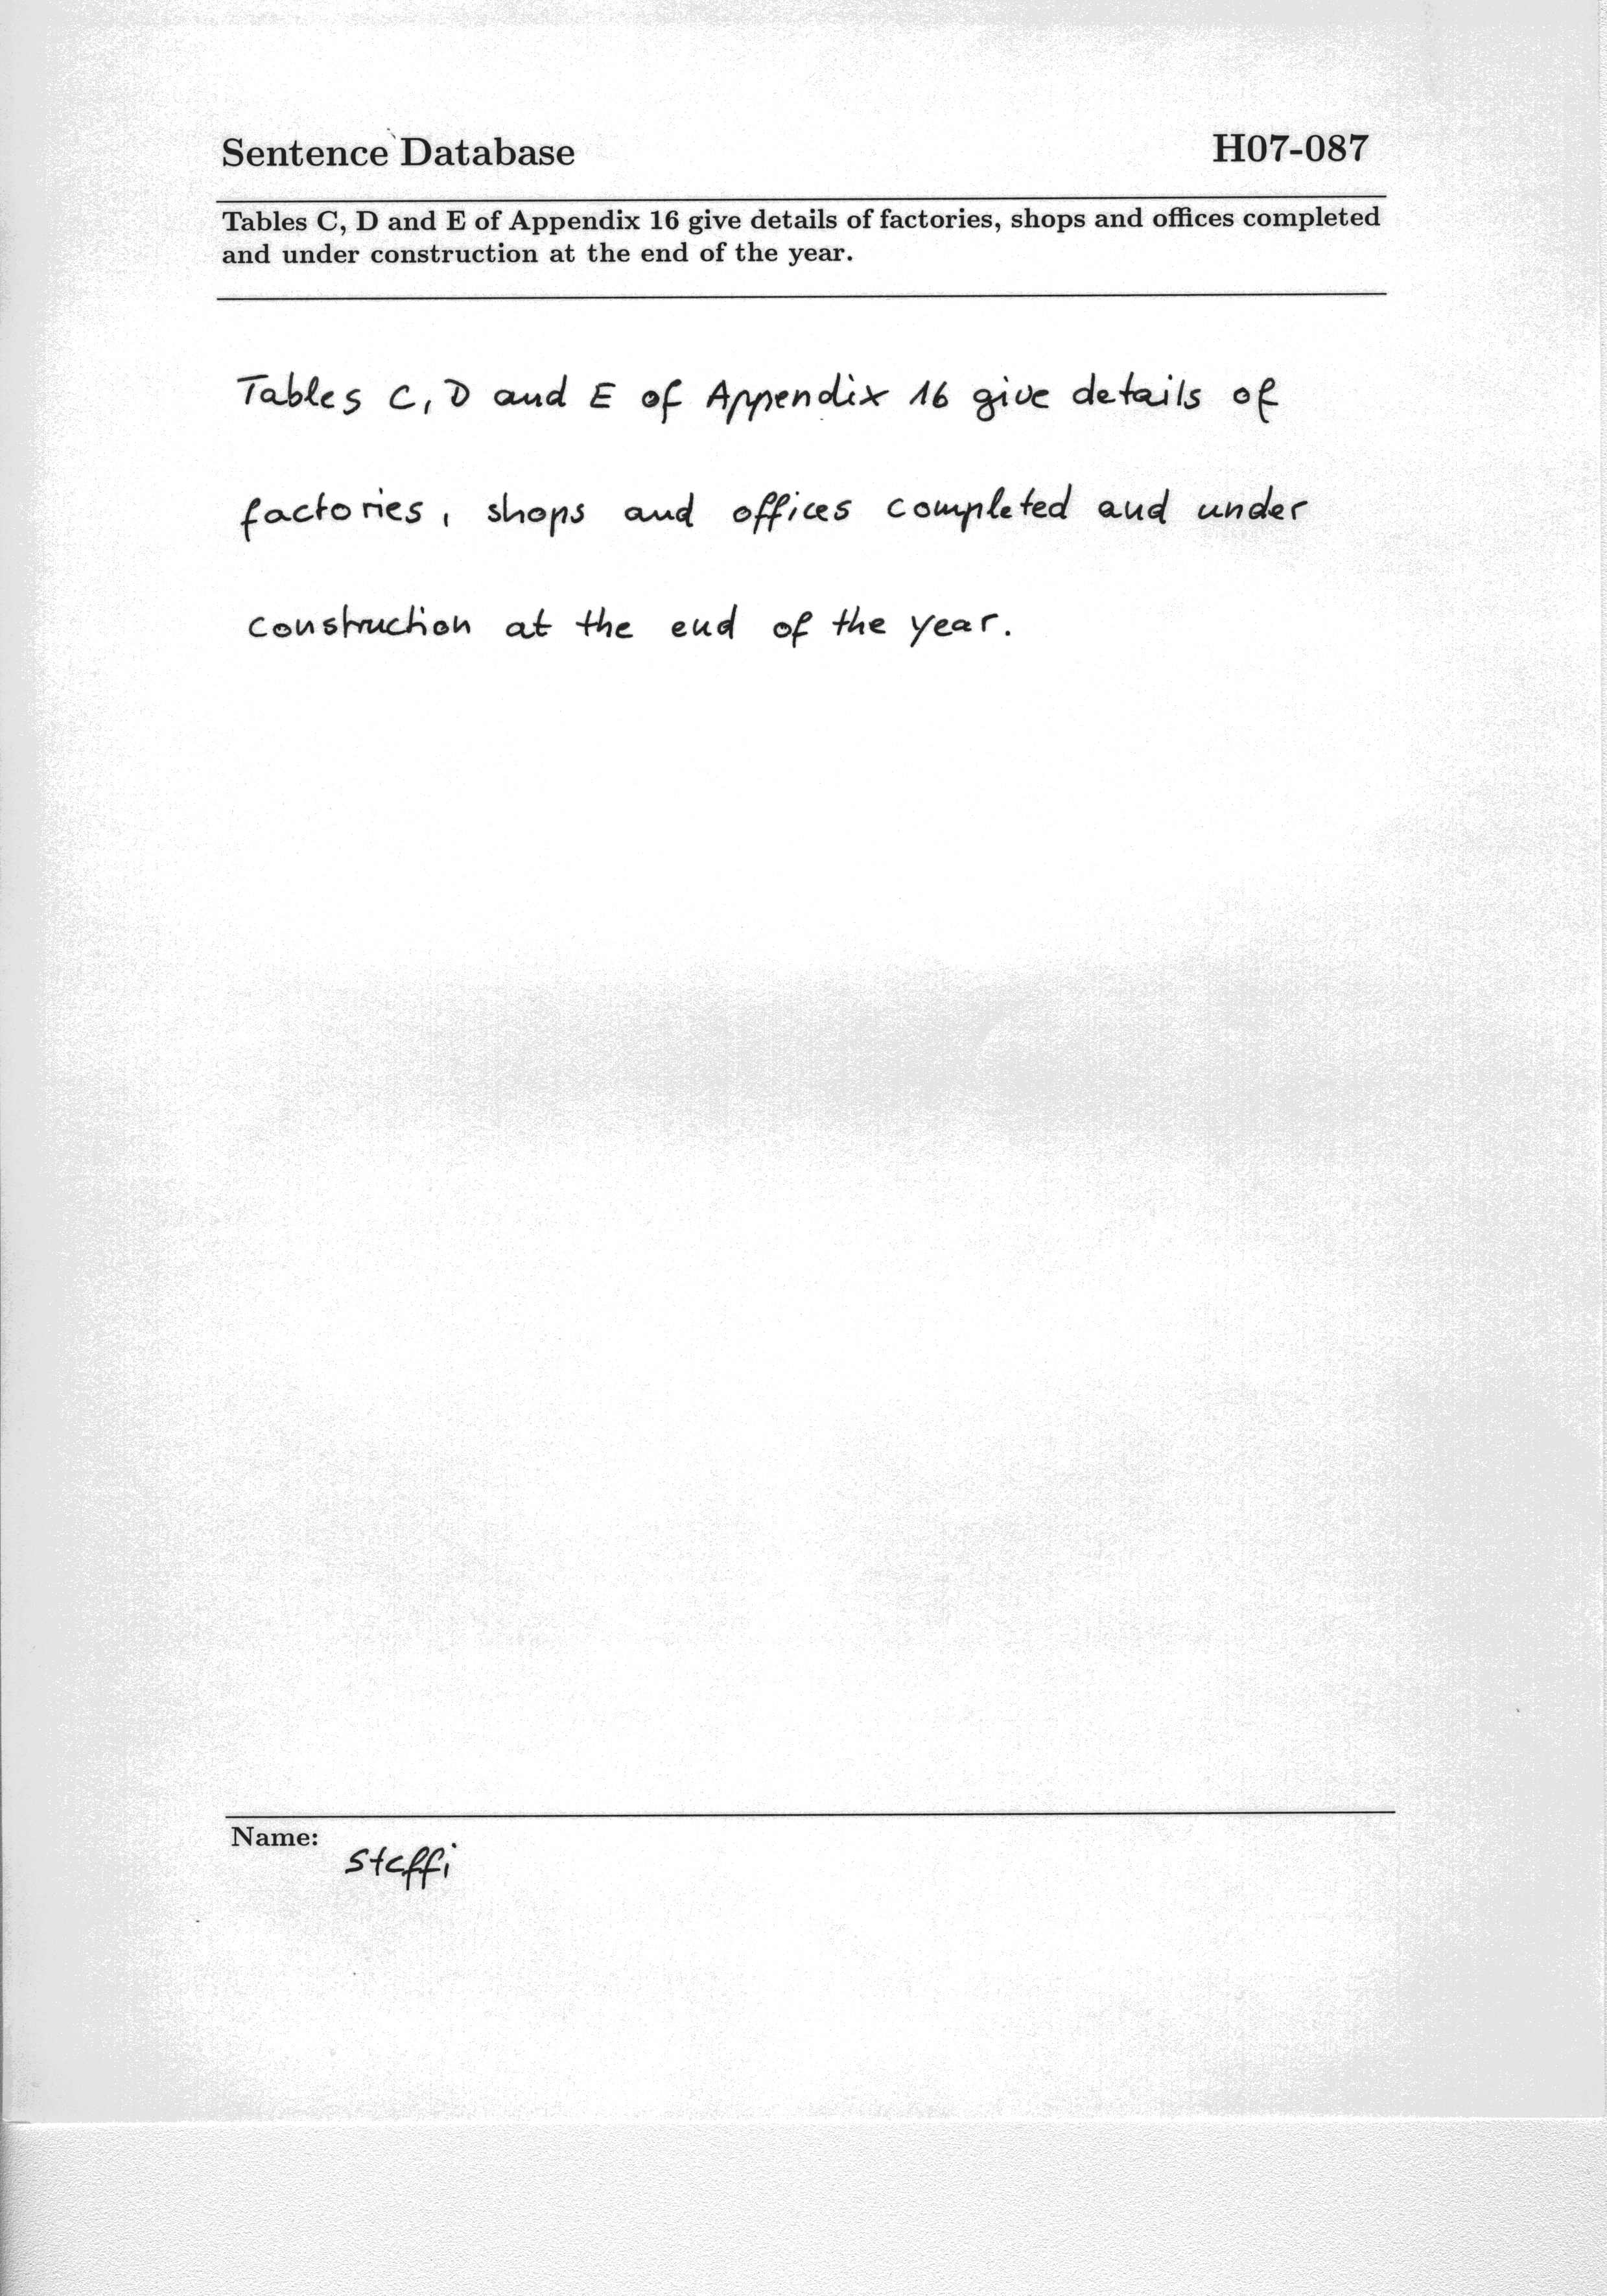 Sentence Database H07-087
Tables C, D and E of Appendix 16 give details of factories, shops and offices completed
and under construction at the end of the year.
Tables C, D and E of Appendix 16 give details of
factories, shops and offices completed and under
construction at the end of the year.
Name:
Steffi